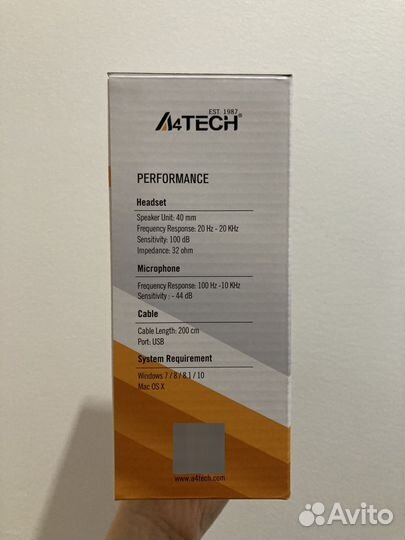 EST. 1987
A4TECH®
PERFORMANCE
Headset
Speaker Unit: 40 mm
Frequency Response: 20 Hz - 20 KHz
Sensitivity: 100 dB
Impedance: 32 ohm
Microphone
Frequency Response: 100 Hz -10 KHz
Sensitivity : - 44 dB
Cable
Cable Length: 200 cm
Port: USB
System Requirement
Windows 7 / 8 / 8.1 / 10
Mac OS X
www.a4tech.com
Avito